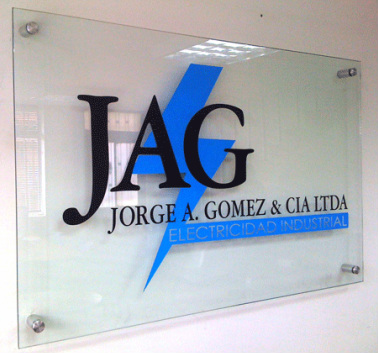 JAG
JORGE A. GOMEZ & CIA LTDA
ELECTRICIDAD INDUSTRIAL